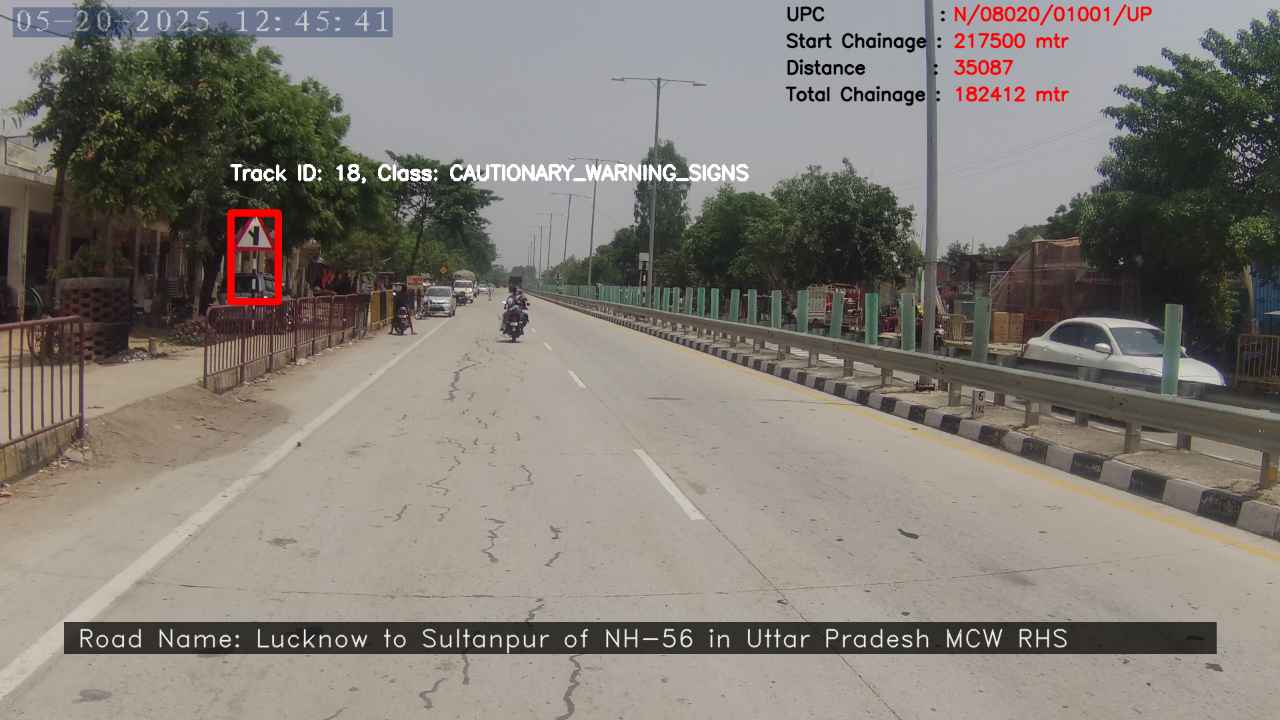 05-20-2025 12:45:41
UPC : N/08020/01001/UP
Start Chainage : 217500 mtr
Distance : 35087
Total Chainage : 182412 mtr
Track ID: 18, Class: CAUTIONARY_WARNING_SIGNS
Road Name: Lucknow to Sultanpur of NH-56 in Uttar Pradesh MCW RHS